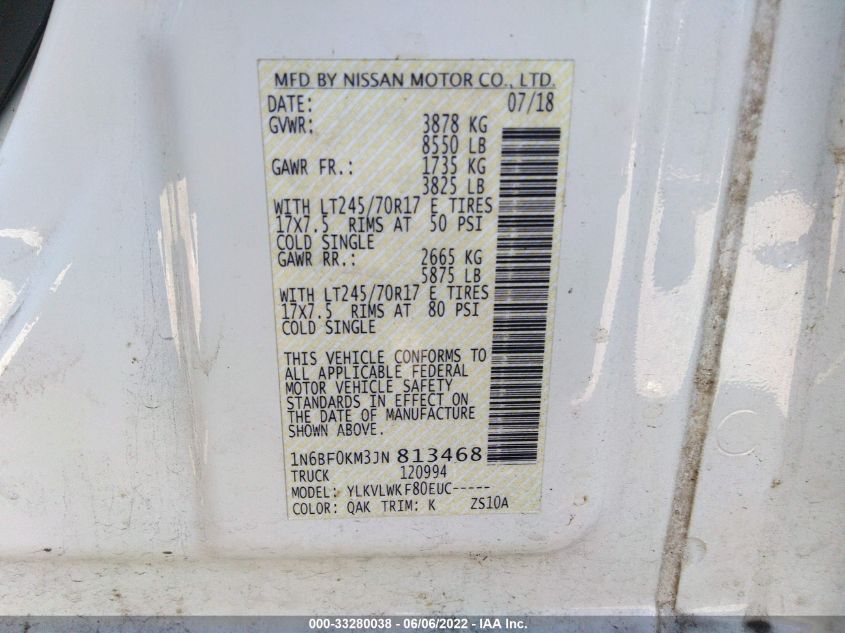 MFD BY NISSAN MOTOR CO., LTD.
DATE: 07/18
GVWR: 3878 KG
8550 LB
GAWR FR.: 1735 KG
3825 LB
WITH LT245/70R17 E TIRES
17X7.5 RIMS AT 50 PSI
COLD SINGLE
GAWR RR.: 2665 KG
5875 LB
WITH LT245/70R17 E TIRES
17X7.5 RIMS AT 80 PSI
COLD SINGLE
THIS VEHICLE CONFORMS TO
ALL APPLICABLE FEDERAL
MOTOR VEHICLE SAFETY
STANDARDS IN EFFECT ON
THE DATE OF MANUFACTURE
SHOWN ABOVE.
1N6BF0KM3JN 813468
TRUCK 120994
MODEL: YLKVLWKF80EUC-----
COLOR: QAK TRIM: K ZS10A
000-33280038 - 06/06/2022 - IAA Inc.